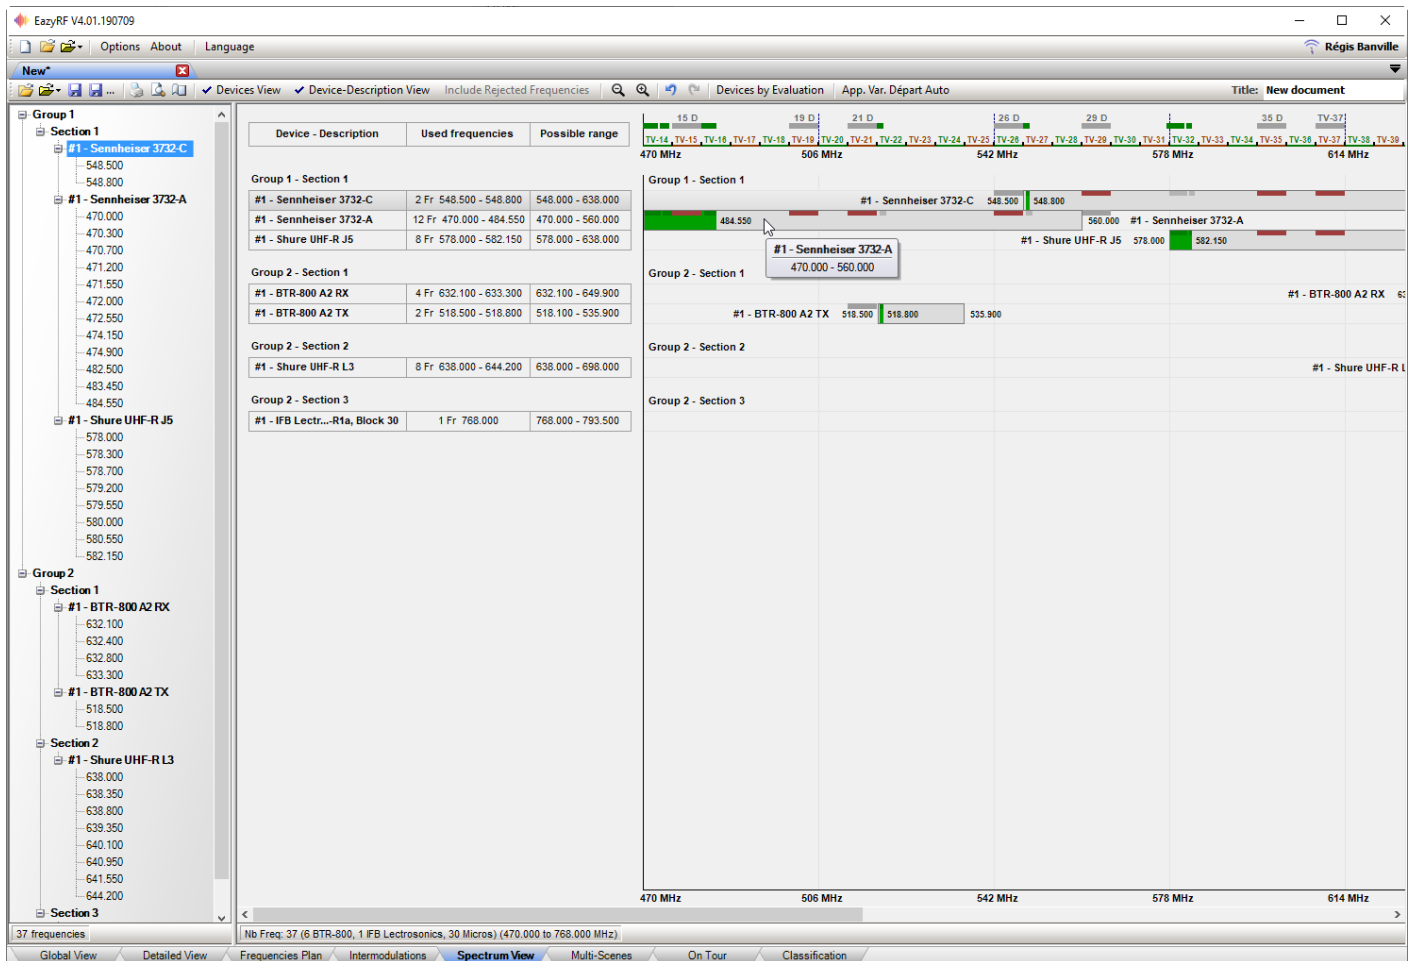 EazyRF V4.01.190709
Options About Language
Régis Banville
New*
Devices View Device-Description View Include Rejected Frequencies Devices by Evaluation App. Var. Départ Auto Title: New document
Group 1
Section 1
#1 - Sennheiser 3732-C
548.500
548.800
#1 - Sennheiser 3732-A
470.000
470.300
470.700
471.200
471.550
472.000
472.550
474.150
474.900
482.500
483.450
484.550
#1 - Shure UHF-R J5
578.000
578.300
578.700
579.200
579.550
580.000
580.550
582.150
Group 2
Section 1
#1 - BTR-800 A2 RX
632.100
632.400
632.800
633.300
#1 - BTR-800 A2 TX
518.500
518.800
Section 2
#1 - Shure UHF-R L3
638.000
638.350
638.800
639.350
640.100
640.950
641.550
644.200
Section 3
37 frequencies
Device - Description Used frequencies Possible range
Group 1 - Section 1
#1 - Sennheiser 3732-C 2 Fr 548.500 - 548.800 548.000 - 638.000
#1 - Sennheiser 3732-A 12 Fr 470.000 - 484.550 470.000 - 560.000
#1 - Shure UHF-R J5 8 Fr 578.000 - 582.150 578.000 - 638.000
Group 2 - Section 1
#1 - BTR-800 A2 RX 4 Fr 632.100 - 633.300 632.100 - 649.900
#1 - BTR-800 A2 TX 2 Fr 518.500 - 518.800 518.100 - 535.900
Group 2 - Section 2
#1 - Shure UHF-R L3 8 Fr 638.000 - 644.200 638.000 - 698.000
Group 2 - Section 3
#1 - IFB Lectr...-R1a, Block 30 1 Fr 768.000 768.000 - 793.500
15 D 19 D 21 D 26 D 29 D 35 D TV-37
TV-14 TV-15 TV-16 TV-17 TV-18 TV-19 TV-20 TV-21 TV-22 TV-23 TV-24 TV-25 TV-26 TV-27 TV-28 TV-29 TV-30 TV-31 TV-32 TV-33 TV-34 TV-35 TV-36 TV-37 TV-38 TV-39
470 MHz 506 MHz 542 MHz 578 MHz 614 MHz
Group 1 - Section 1
#1 - Sennheiser 3732-C 548.500 548.800
484.550 560.000 #1 - Sennheiser 3732-A
#1 - Shure UHF-R J5 578.000 582.150
#1 - Sennheiser 3732-A
470.000 - 560.000
Group 2 - Section 1
#1 - BTR-800 A2 RX 63
#1 - BTR-800 A2 TX 518.500 518.800 535.900
Group 2 - Section 2
#1 - Shure UHF-R L
Group 2 - Section 3
470 MHz 506 MHz 542 MHz 578 MHz 614 MHz
Nb Freq: 37 (6 BTR-800, 1 IFB Lectrosonics, 30 Micros) (470.000 to 768.000 MHz)
Global View Detailed View Frequencies Plan Intermodulations Spectrum View Multi-Scenes On Tour Classification